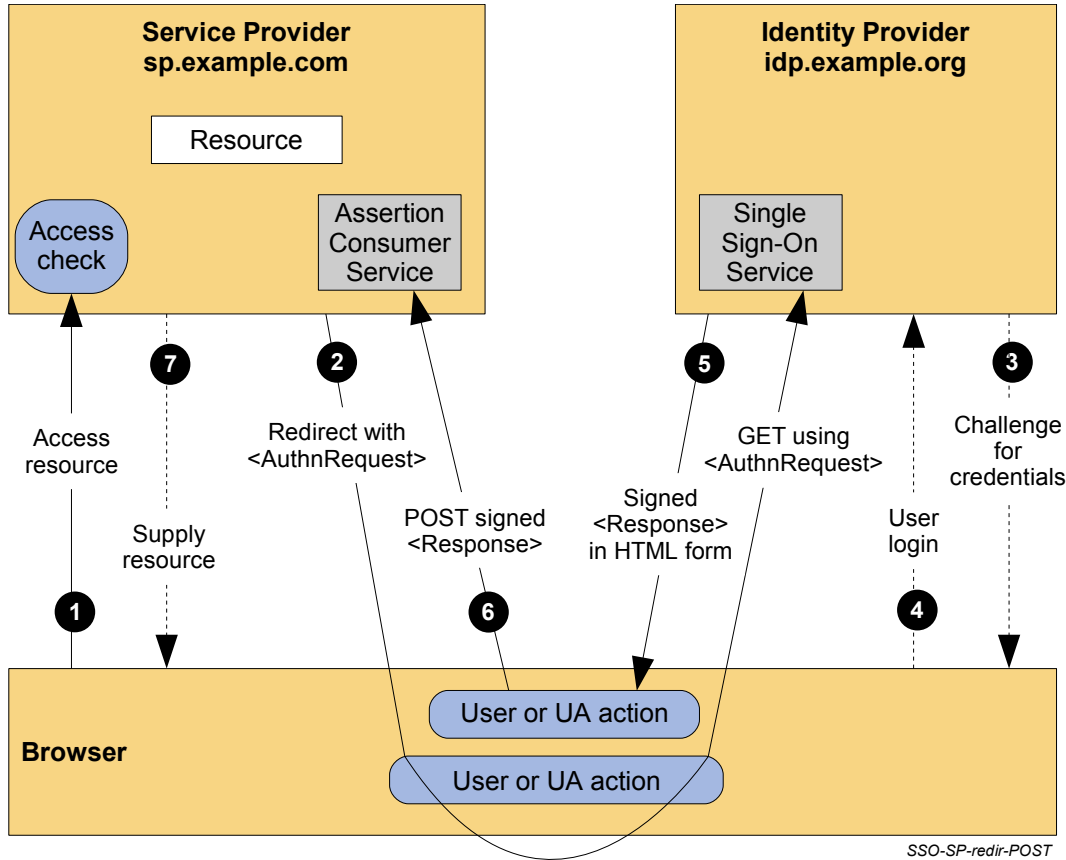 Service Provider
sp.example.com
Identity Provider
idp.example.org
Resource
Access
check
Assertion
Consumer
Service
Single
Sign-On
Service
7
2
5
3
Access
resource
Redirect with
<AuthnRequest>
GET using
<AuthnRequest>
Challenge
for
credentials
Supply
resource
POST signed
<Response>
Signed
<Response>
in HTML form
User
login
1
6
4
User or UA action
Browser
User or UA action
SSO-SP-redir-POST